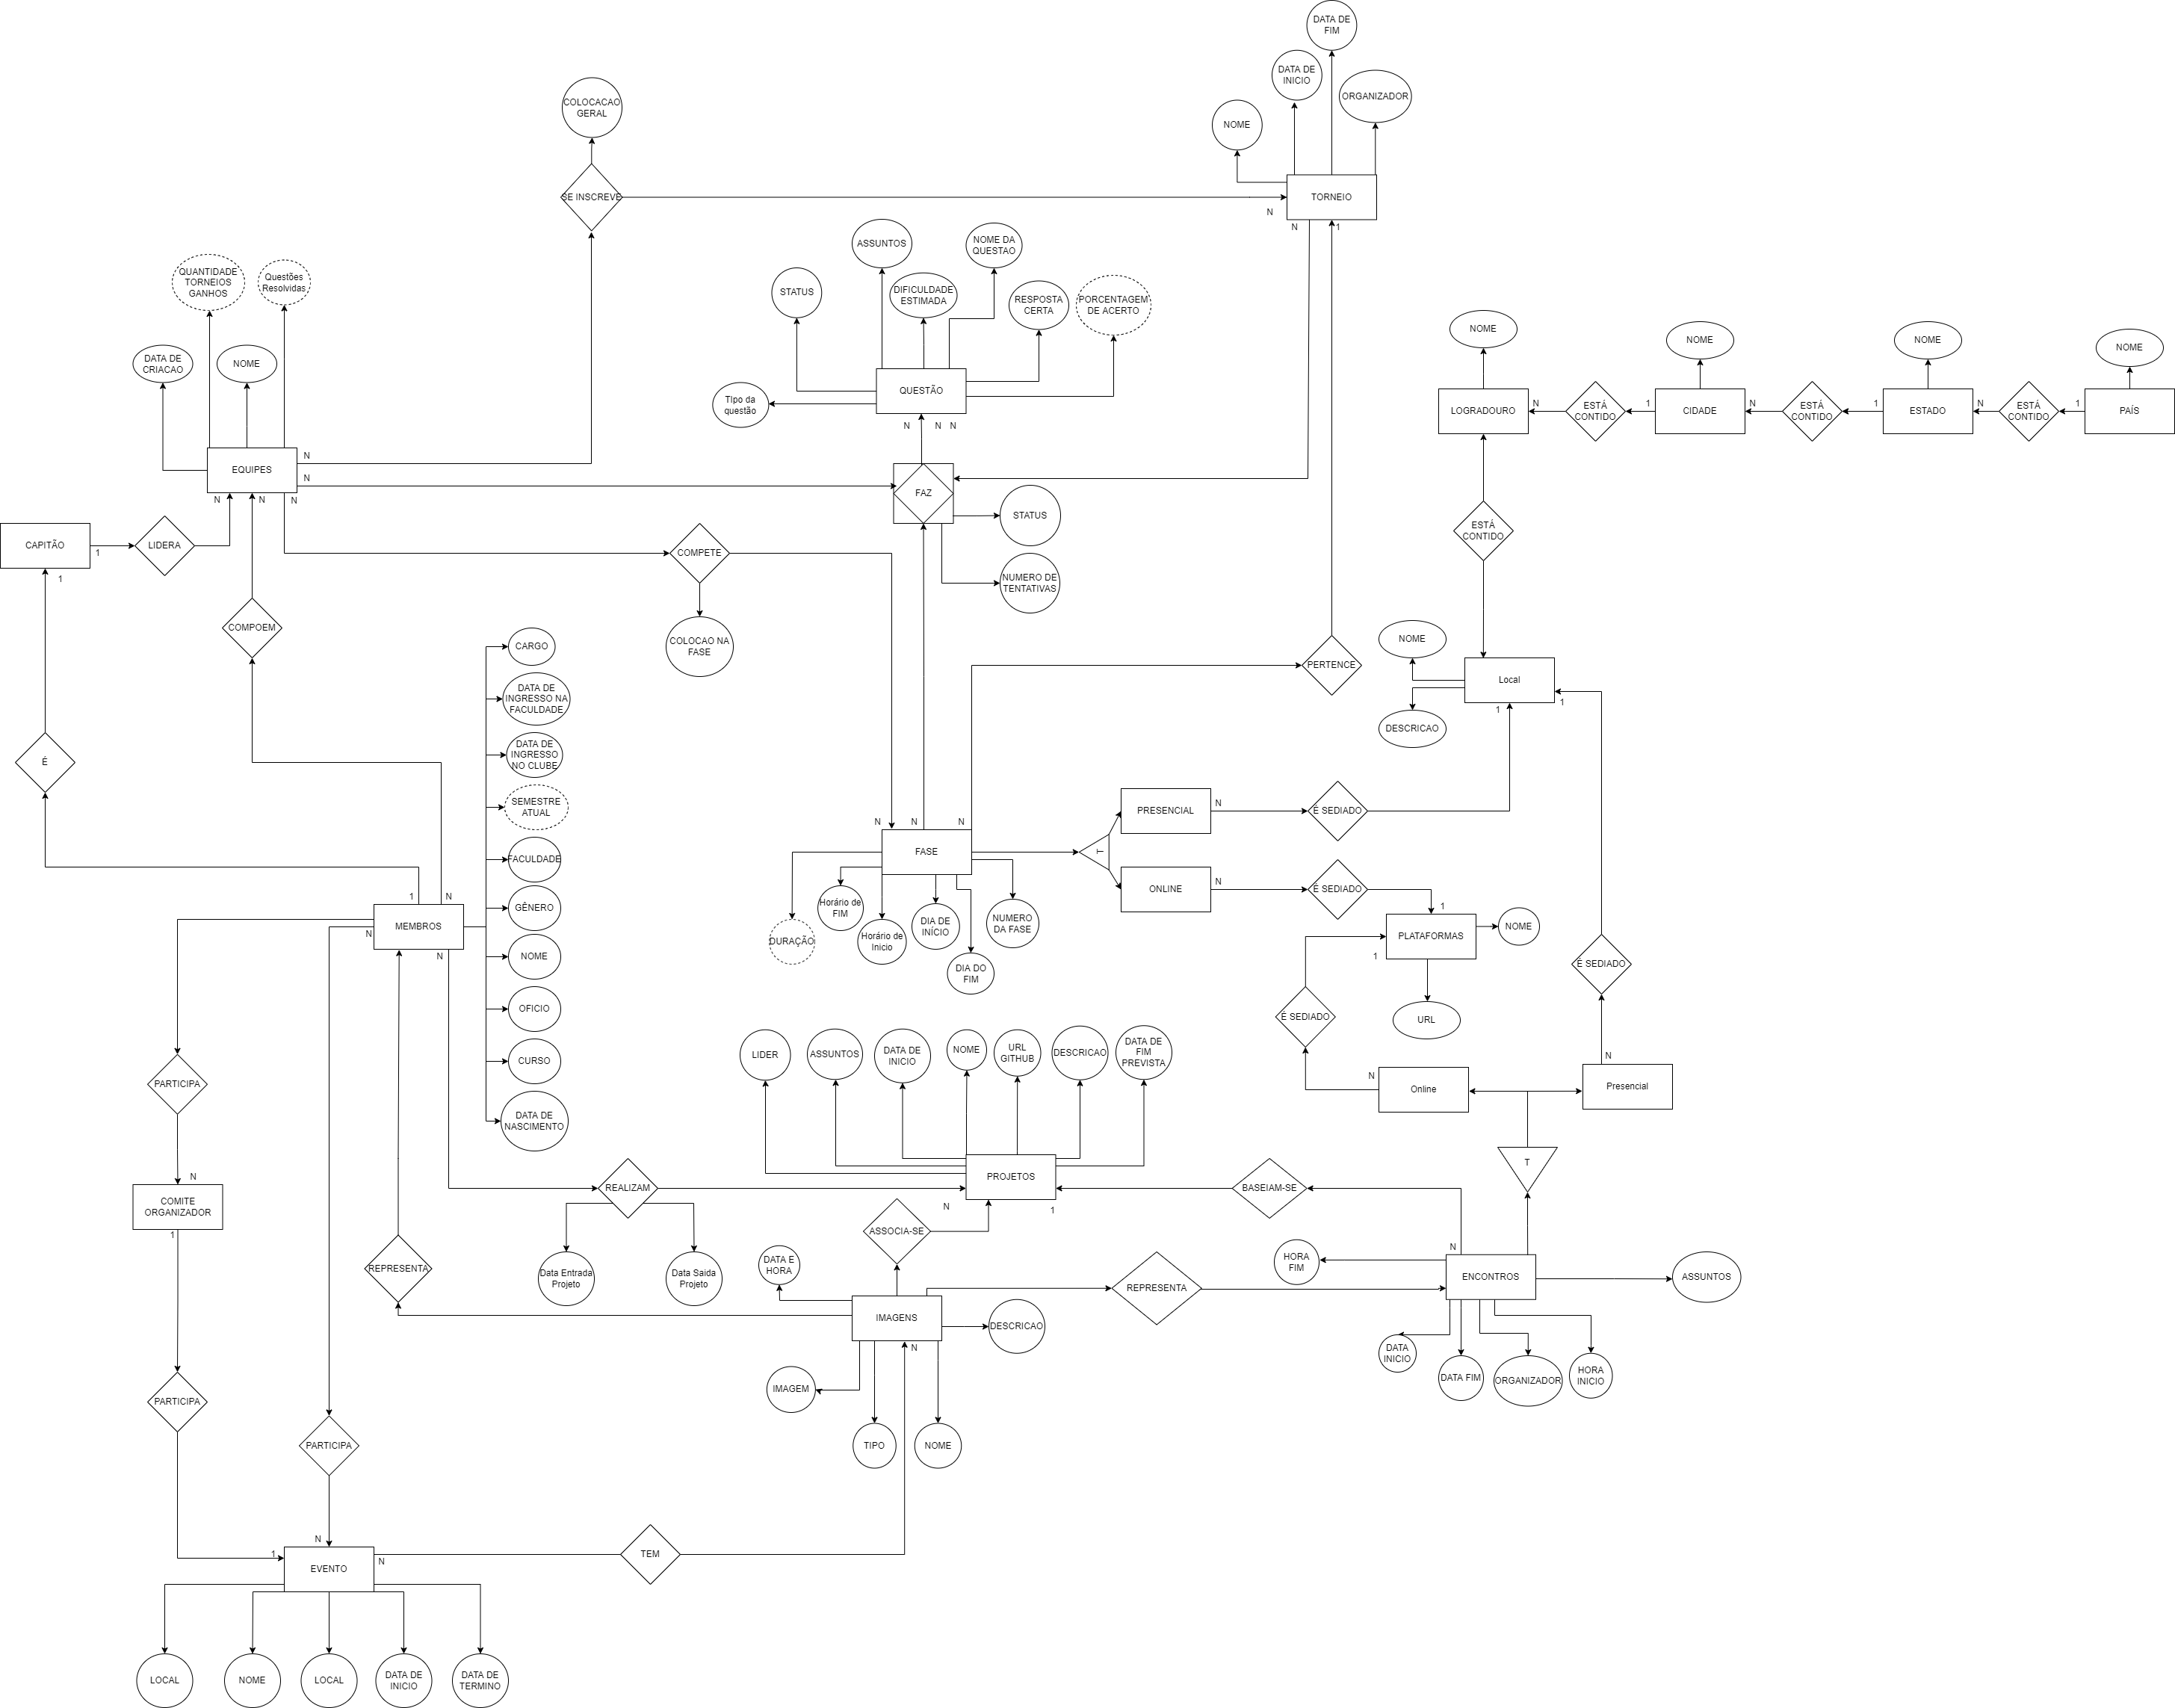 DATA DE
FIM
DATA DE
INICIO
ORGANIZADOR
COLOCACAO
GERAL
NOME
SE INSCREVE
TORNEIO
N
N
1
ASSUNTOS
NOME DA
QUESTAO
QUANTIDADE
TORNEIOS
GANHOS
Questões
Resolvidas
STATUS
DIFICULDADE
ESTIMADA
RESPOSTA
CERTA
PORCENTAGEM
DE ACERTO
NOME
NOME
NOME
NOME
DATA DE
CRIACAO
NOME
QUESTÃO
TIpo da
questão
LOGRADOURO
N
ESTÁ
CONTIDO
1
CIDADE
N
ESTÁ
CONTIDO
1
ESTADO
N
ESTÁ
CONTIDO
1
PAÍS
N
N
N
N
EQUIPES
N
N
N
N
FAZ
STATUS
ESTÁ
CONTIDO
CAPITÃO
1
LIDERA
COMPETE
1
NUMERO DE
TENTATIVAS
COMPOEM
COLOCAO NA
FASE
CARGO
NOME
PERTENCE
Local
DATA DE
INGRESSO NA
FACULDADE
1
1
DESCRICAO
É
DATA DE
INGRESSO
NO CLUBE
SEMESTRE
ATUAL
PRESENCIAL
N
É SEDIADO
N
N
N
FASE
T
FACULDADE
ONLINE
N
É SEDIADO
1
N
GÊNERO
Horário de
FIM
DIA DE
INÍCIO
NUMERO
DA FASE
1
MEMBROS
N
NOME
DURAÇÃO
Horário de
Inicio
PLATAFORMAS
NOME
N
1
DIA DO
FIM
É SEDIADO
OFICIO
É SEDIADO
URL
CURSO
LIDER
ASSUNTOS
DATA DE
INICIO
NOME
URL
GITHUB
DESCRICAO
DATA DE
FIM
PREVISTA
N
PARTICIPA
N
Online
Presencial
DATA DE
NASCIMENTO
T
N
PROJETOS
REALIZAM
BASEIAM-SE
COMITE
ORGANIZADOR
N
1
ASSOCIA-SE
1
N
REPRESENTA
DATA E
HORA
HORA
FIM
ENCONTROS
ASSUNTOS
Data Entrada
Projeto
Data Saida
Projeto
REPRESENTA
IMAGENS
DESCRICAO
N
DATA
INICIO
DATA FIM
ORGANIZADOR
HORA
INICIO
IMAGEM
PARTICIPA
PARTICIPA
TIPO
NOME
N
1
N
TEM
EVENTO
LOCAL
NOME
LOCAL
DATA DE
INICIO
DATA DE
TERMINO